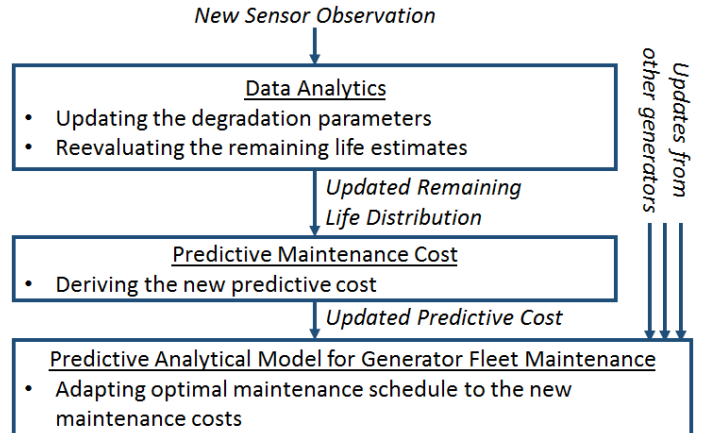 New Sensor Observation
Data Analytics
• Updating the degradation parameters
• Reevaluating the remaining life estimates
Updated Remaining
Life Distribution
Updates from
other generators
Predictive Maintenance Cost
• Deriving the new predictive cost
Updated Predictive Cost
Predictive Analytical Model for Generator Fleet Maintenance
• Adapting optimal maintenance schedule to the new
maintenance costs